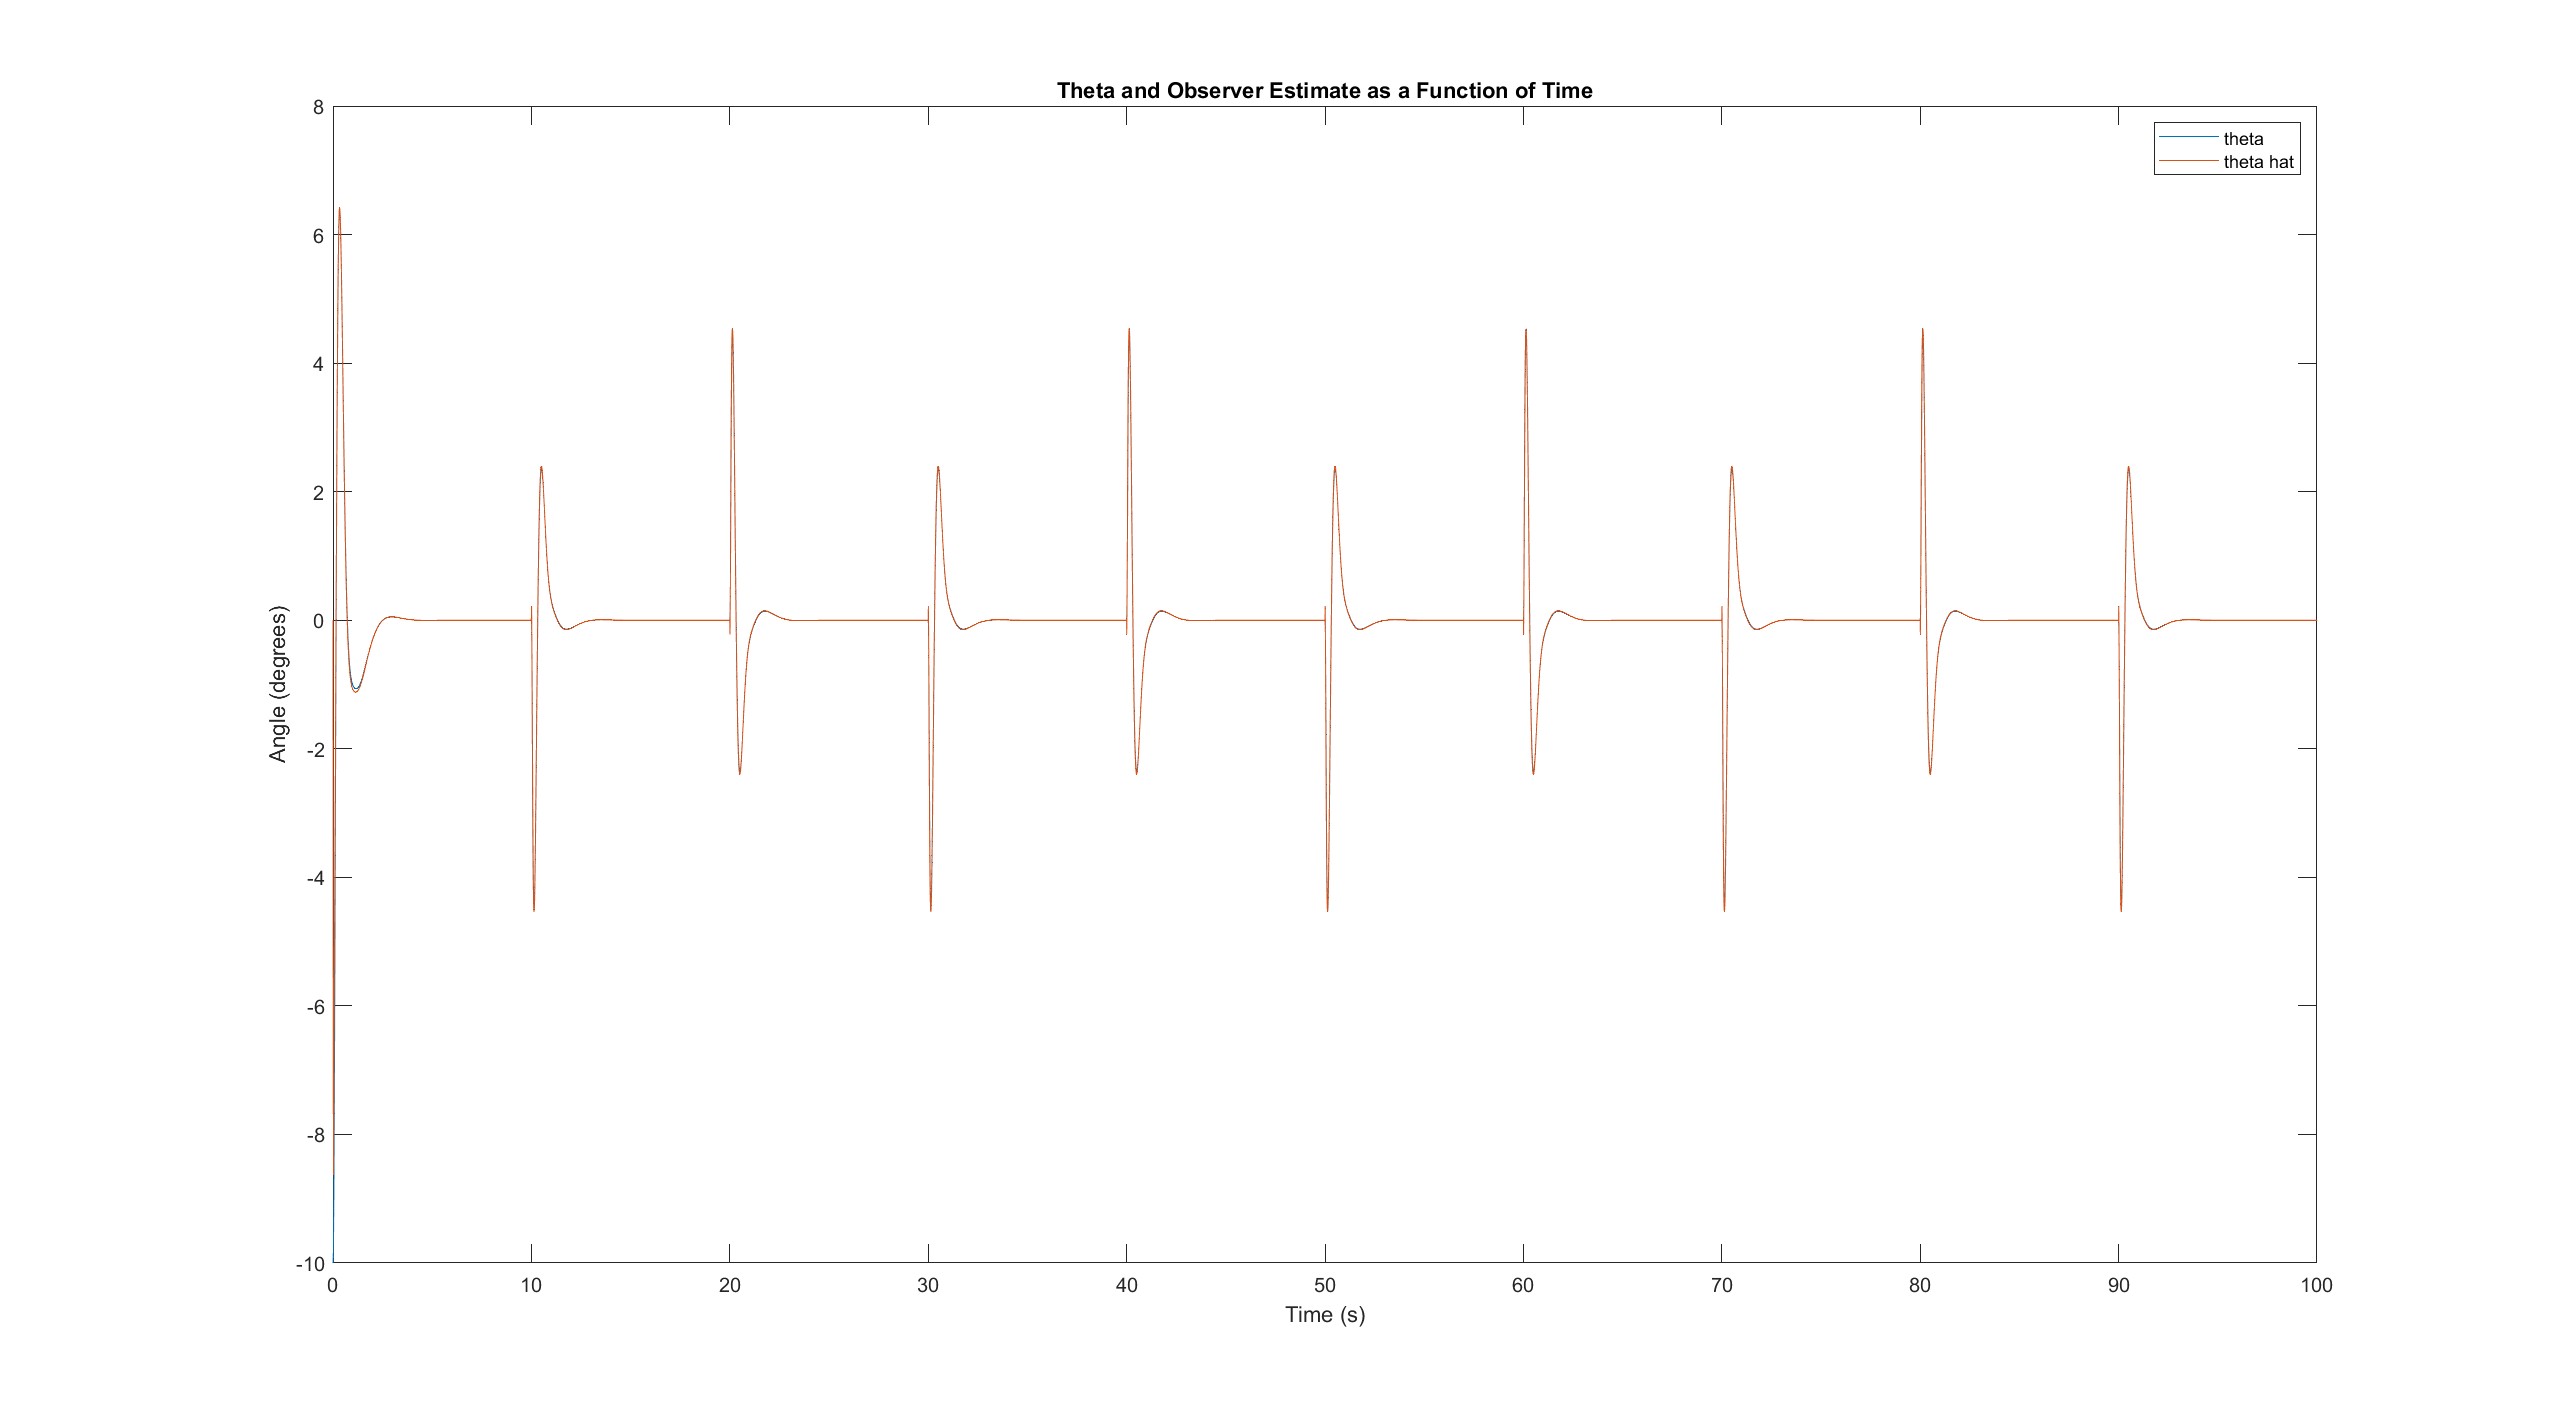 Theta and Observer Estimate as a Function of Time
theta
theta hat
8
6
4
2
0
-2
-4
-6
-8
-10
Angle (degrees)
0 10 20 30 40 50 60 70 80 90 100
Time (s)